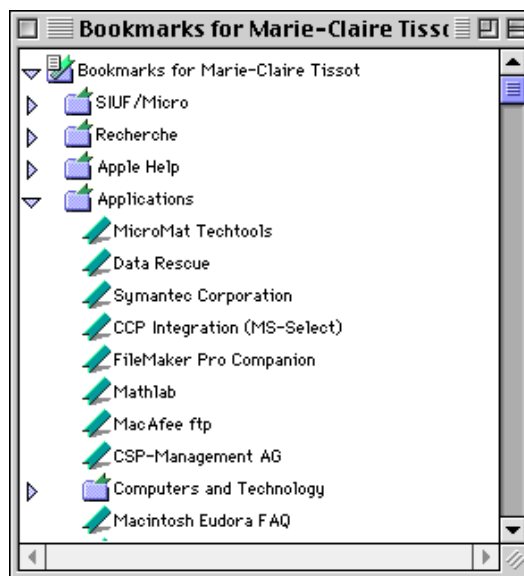 Bookmarks for Marie-Claire Tisso
Bookmarks for Marie-Claire Tissot
SIUF/Micro
Recherche
Apple Help
Applications
MicroMat Techtools
Data Rescue
Symantec Corporation
CCP Integration (MS-Select)
FileMaker Pro Companion
Mathlab
MacAfee ftp
CSP-Management AG
Computers and Technology
Macintosh Eudora FAQ